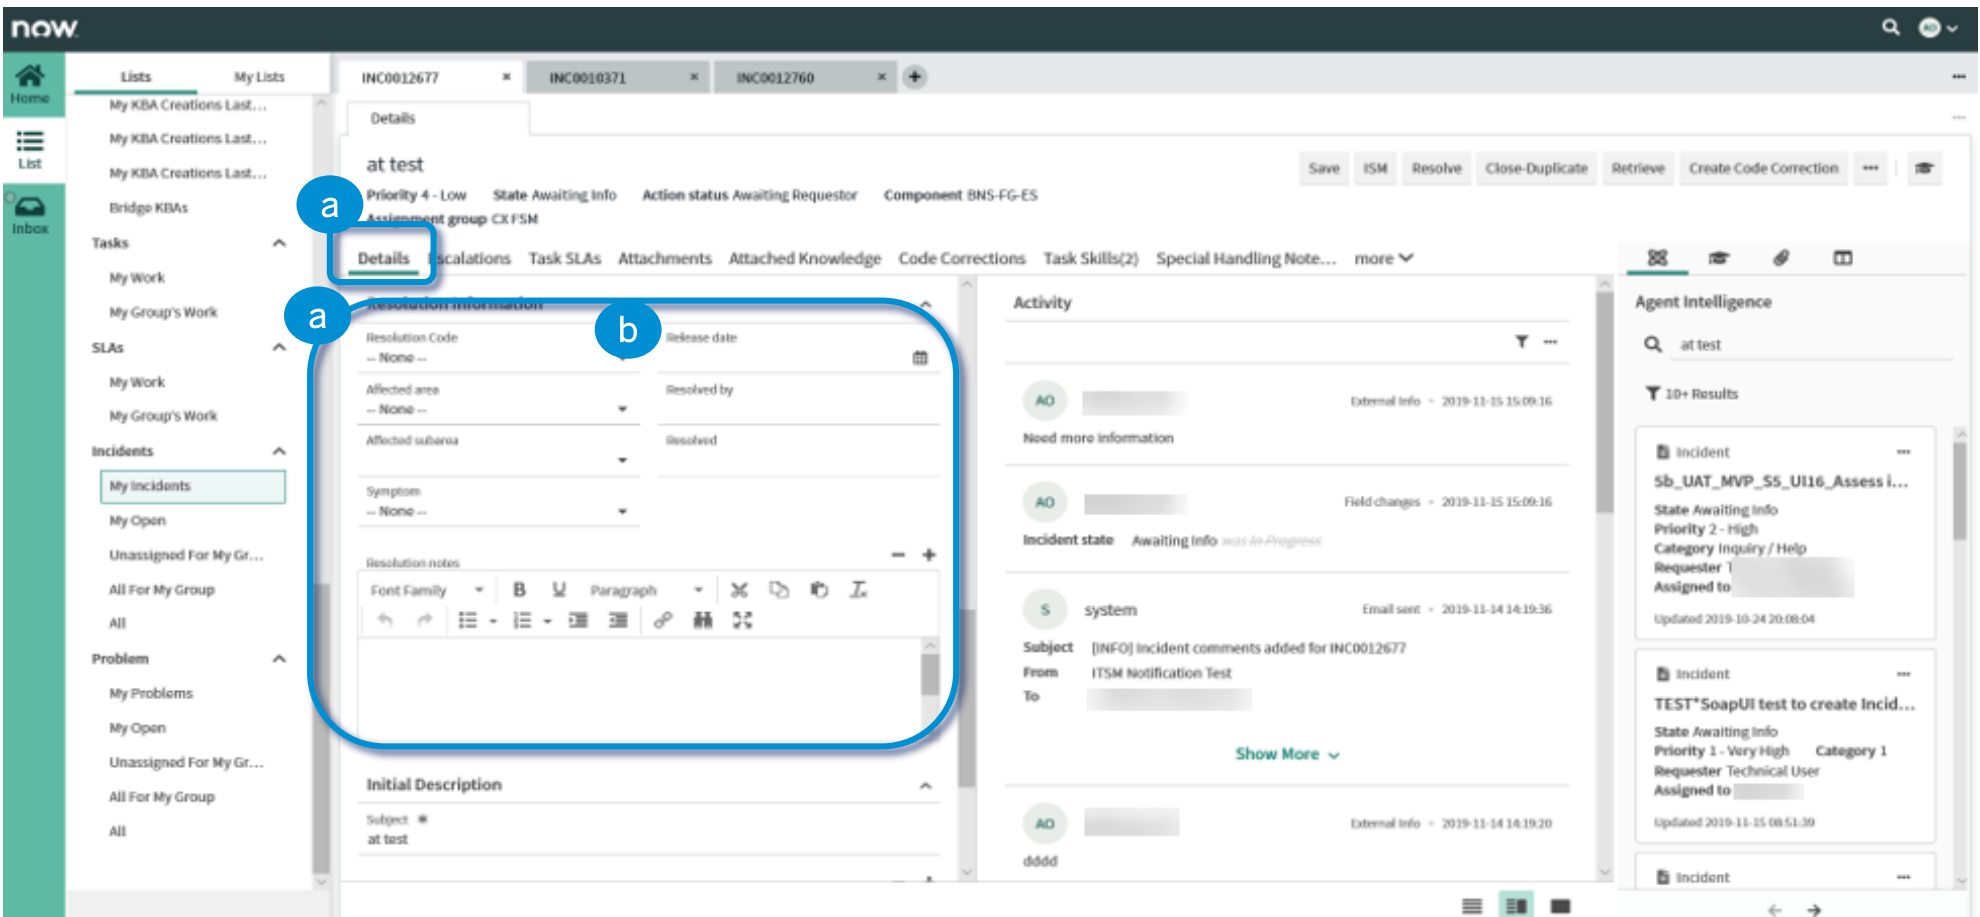 now.
AO
Home
List
Inbox
Lists
My Lists
My KBA Creations Last...
My KBA Creations Last...
My KBA Creations Last...
Bridge KBAs
Tasks
My Work
My Group's Work
SLAs
My Work
My Group's Work
Incidents
My Incidents
My Open
Unassigned For My Gr...
All For My Group
All
Problem
My Problems
My Open
Unassigned For My Gr...
All For My Group
All
INC0012677
INC0010371
INC0012760
Details
at test
Save
ISM
Resolve
Close-Duplicate
Retrieve
Create Code Correction
Priority 4 - Low State Awaiting Info Action status Awaiting Requestor Component BNS-FG-ES
Assignment group CX FSM
a
Details Escalations Task SLAs Attachments Attached Knowledge Code Corrections Task Skills(2) Special Handling Note... more
a
b
Resolution Information
Resolution Code
-- None --
Release date
Affected area
-- None --
Resolved by
Affected subarea
Resolved
Symptom
-- None --
Resolution notes
Font Family B U Paragraph
Initial Description
Subject *
at test
Activity
AO
External Info • 2019-11-15 15:09:16
Need more information
AO
Field changes • 2019-11-15 15:09:16
Incident state Awaiting Info was In Progress
S system
Email sent • 2019-11-14 14:19:36
Subject [INFO] Incident comments added for INC0012677
From ITSM Notification Test
To
Show More
AO
External Info • 2019-11-14 14:19:20
dddd
Agent Intelligence
at test
10+ Results
Incident
Sb_UAT_MVP_S5_UI16_Assess i...
State Awaiting Info
Priority 2 - High
Category Inquiry / Help
Requester
Assigned to
Updated 2019-10-24 20:08:04
Incident
TEST*SoapUI test to create Incid...
State Awaiting Info
Priority 1 - Very High Category 1
Requester Technical User
Assigned to
Updated 2019-11-15 08:51:39
Incident